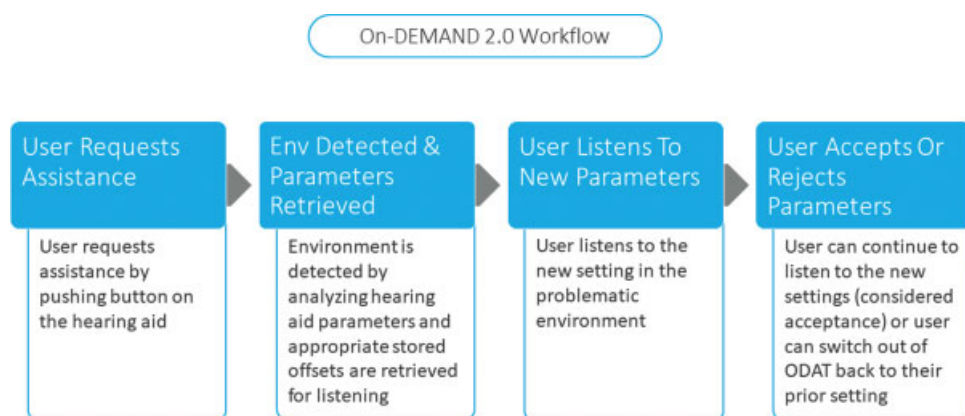 On-DEMAND 2.0 Workflow
User Requests
Assistance
User requests
assistance by
pushing button on
the hearing aid
Env Detected &
Parameters
Retrieved
Environment is
detected by
analyzing hearing
aid parameters and
appropriate stored
offsets are retrieved
for listening
User Listens To
New Parameters
User listens to the
new setting in the
problematic
environment
User Accepts Or
Rejects
Parameters
User can continue to
listen to the new
settings (considered
acceptance) or user
can switch out of
ODAT back to their
prior setting